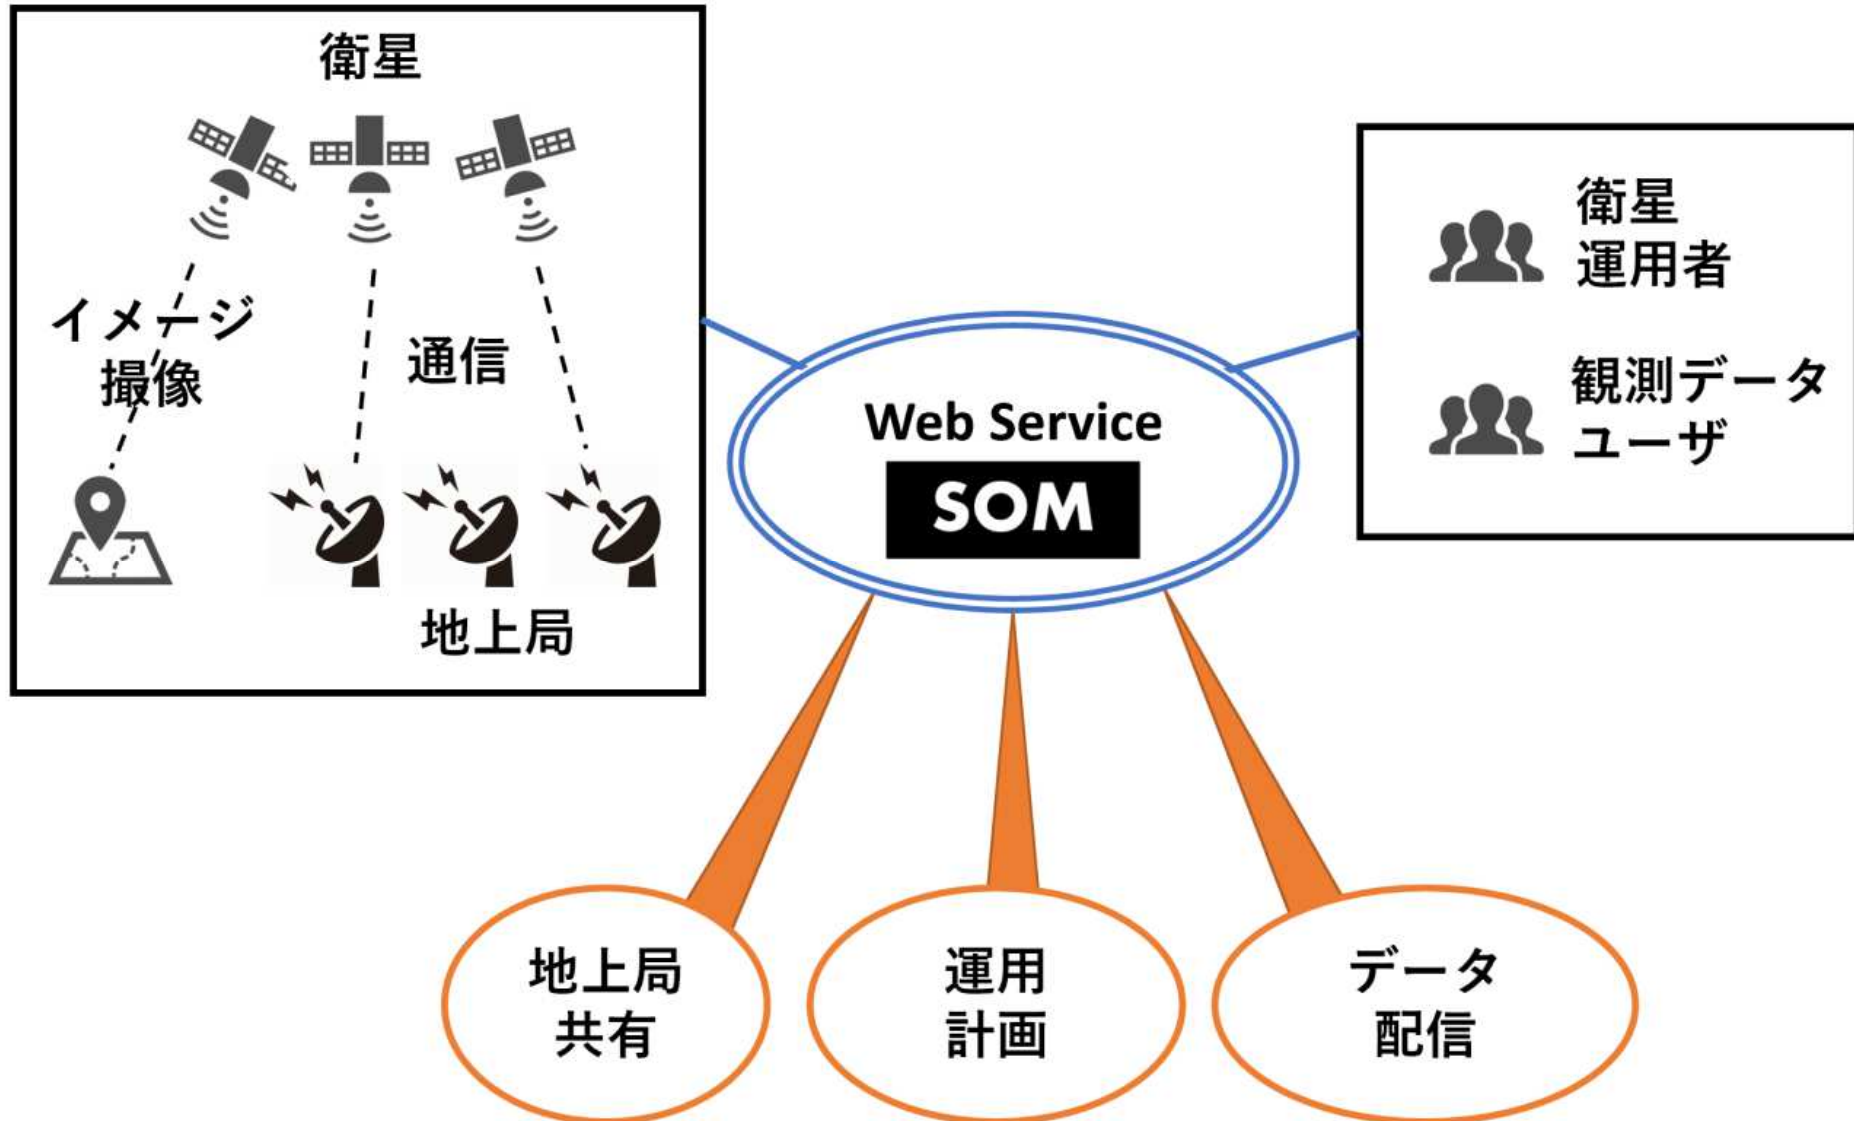 衛星
イメージ
撮像
通信
地上局
Web Service
SOM
衛星
運用者
観測データ
ユーザ
地上局
共有
運用
計画
データ
配信